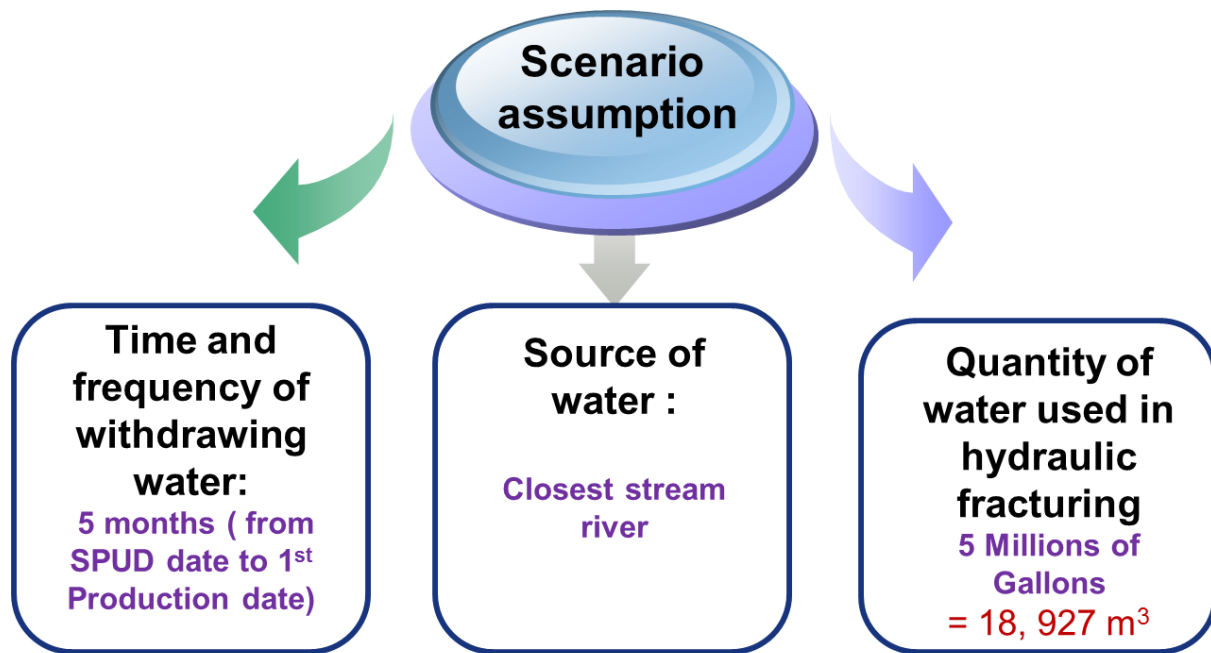 Scenario
assumption
Time and
frequency of
withdrawing
water:
5 months ( from
SPUD date to 1st
Production date)
Source of
water :
Closest stream
river
Quantity of
water used in
hydraulic
fracturing
5 Millions of
Gallons
= 18, 927 m³